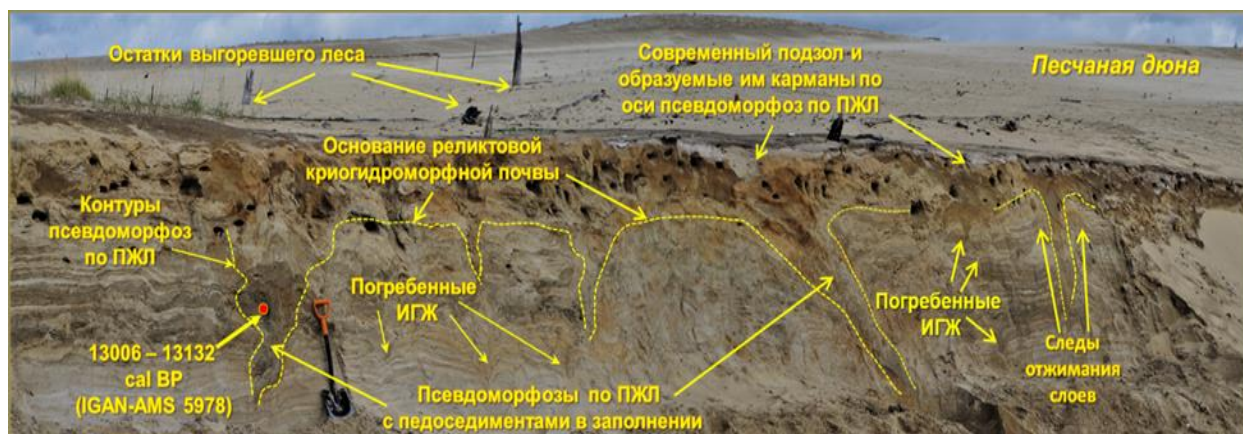 Остатки выгоревшего леса
Современный подзол и
образуемые им карманы по
оси псевдоморфоз по ПЖЛ
Песчаная дюна
Основание реликтовой
криогидроморфной почвы
Контуры
псевдоморфоз
по ПЖЛ
Погребенные
ИГЖ
Погребенные
ИГЖ
13006 – 13132
cal BP
(IGAN-AMS 5978)
Псевдоморфозы по ПЖЛ
с педоседиментами в заполнении
Следы
отжимания
слоев